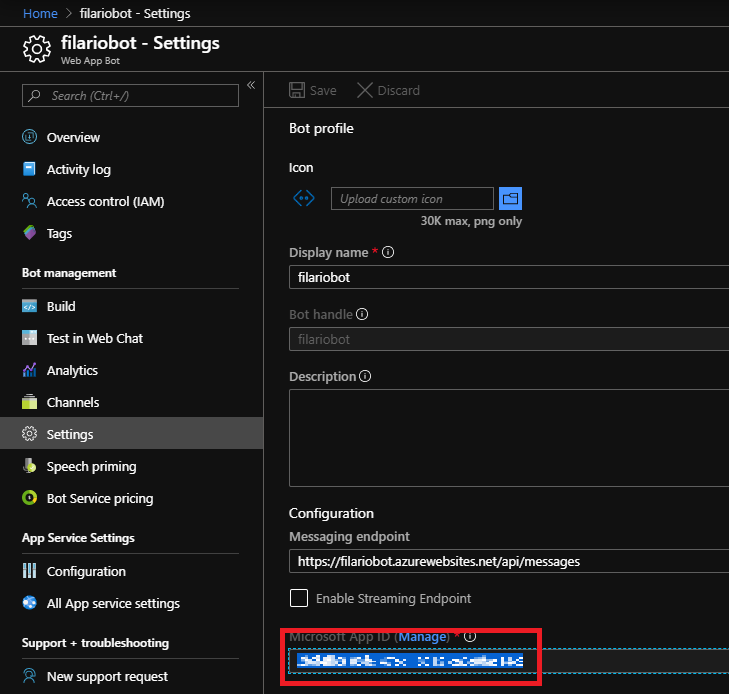 Home > filariobot - Settings
filariobot - Settings
Web App Bot
Search (Ctrl+/)
«
Overview
Activity log
Access control (IAM)
Tags
Bot management
Build
Test in Web Chat
Analytics
Channels
Settings
Speech priming
Bot Service pricing
App Service Settings
Configuration
All App service settings
Support + troubleshooting
New support request
Save Discard
Bot profile
Icon
Upload custom icon
30K max, png only
Display name *
filariobot
Bot handle
filariobot
Description
Configuration
Messaging endpoint
https://filariobot.azurewebsites.net/api/messages
Enable Streaming Endpoint
Microsoft App ID (Manage) *